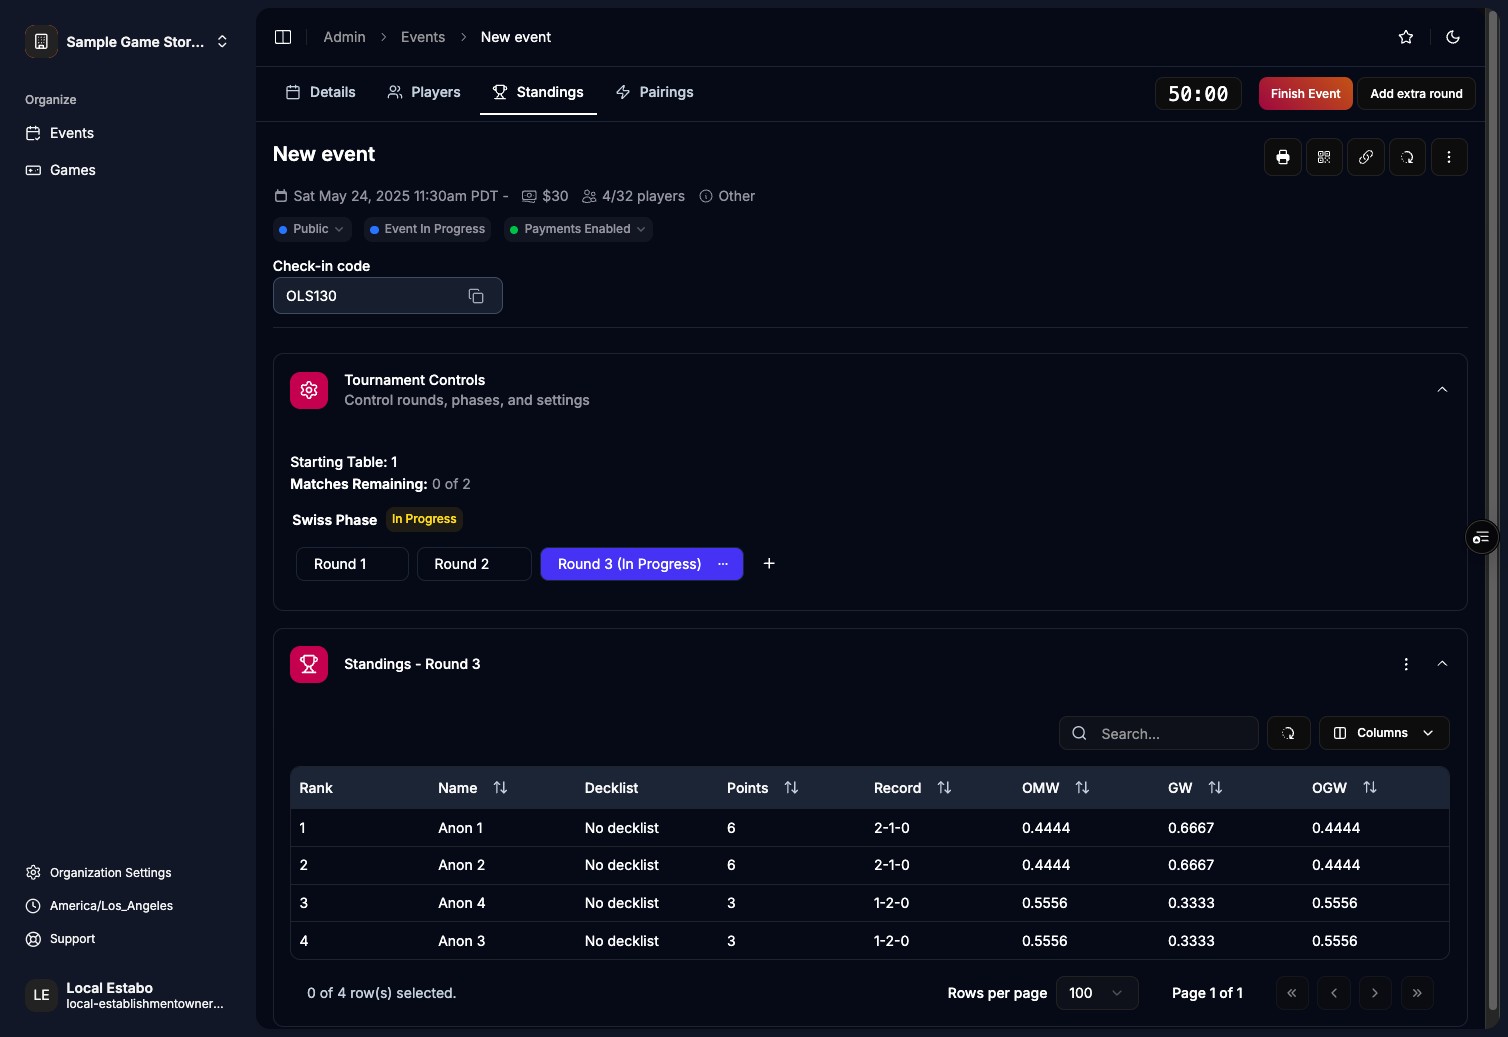 Sample Game Stor...
Admin > Events > New event
Organize
Events
Games
Details
Players
Standings
Pairings
50:00
Finish Event
Add extra round
New event
Sat May 24, 2025 11:30am PDT - $30 4/32 players Other
Public
Event In Progress
Payments Enabled
Check-in code
OLS130
Tournament Controls
Control rounds, phases, and settings
Starting Table: 1
Matches Remaining: 0 of 2
Swiss Phase In Progress
Round 1
Round 2
Round 3 (In Progress) ...
+
Standings - Round 3
Search...
Columns
Rank Name Decklist Points Record OMW GW OGW
1 Anon 1 No decklist 6 2-1-0 0.4444 0.6667 0.4444
2 Anon 2 No decklist 6 2-1-0 0.4444 0.6667 0.4444
3 Anon 4 No decklist 3 1-2-0 0.5556 0.3333 0.5556
4 Anon 3 No decklist 3 1-2-0 0.5556 0.3333 0.5556
0 of 4 row(s) selected.
Rows per page 100
Page 1 of 1
Organization Settings
America/Los_Angeles
Support
LE
Local Estabo
local-establishmentowner...